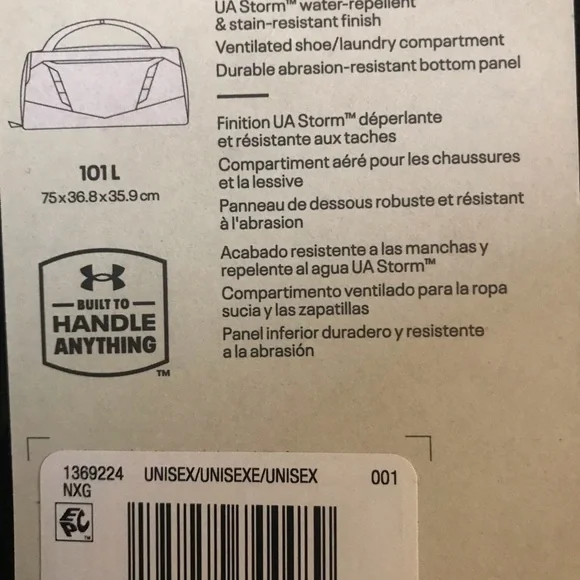 UA Storm™ water-repellent
& stain-resistant finish
Ventilated shoe/laundry compartment
Durable abrasion-resistant bottom panel
Finition UA Storm™ déperlante
et résistante aux taches
Compartiment aéré pour les chaussures
et la lessive
Panneau de dessous robuste et résistant
à l'abrasion
Acabado resistente a las manchas y
repelente al agua UA Storm™
Compartimento ventilado para la ropa
sucia y las zapatillas
Panel inferior duradero y resistente
a la abrasión
101 L
75x36.8x35.9 cm
BUILT TO
HANDLE
ANYTHING
™
1369224 UNISEX/UNISEXE/UNISEX 001
NXG
EPC